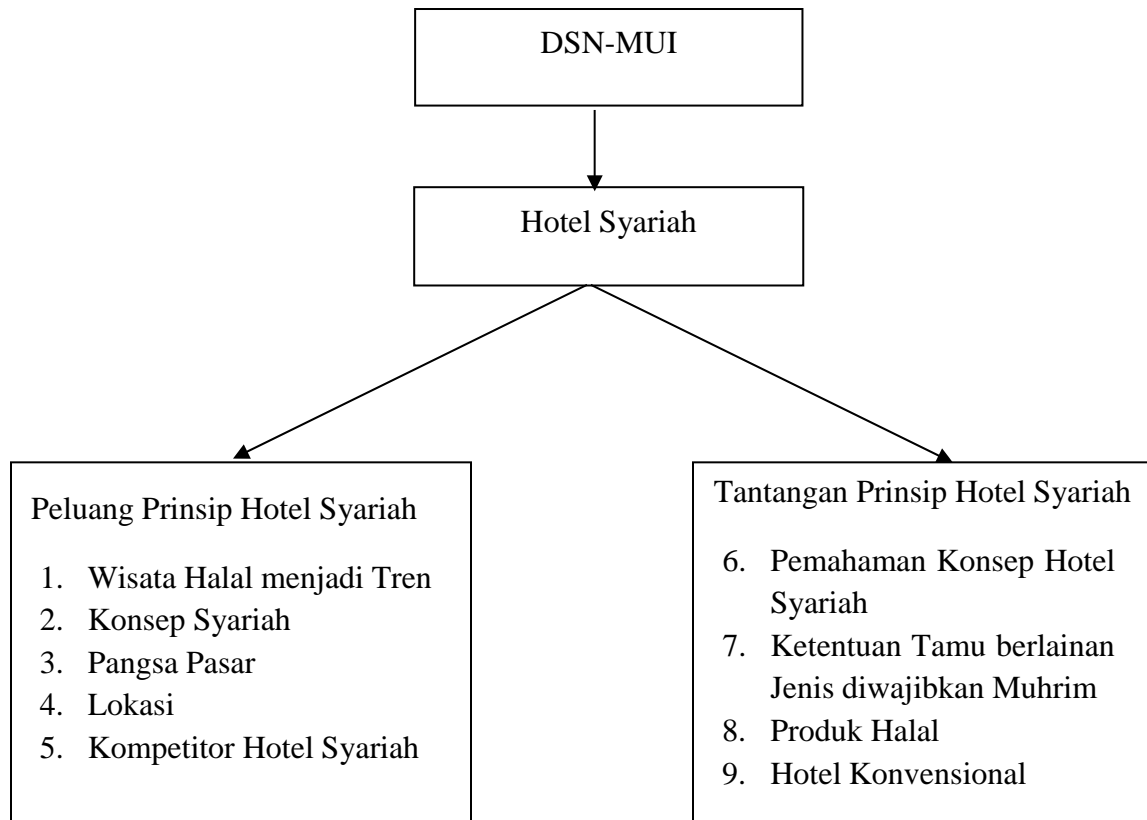 DSN-MUI
Hotel Syariah
Peluang Prinsip Hotel Syariah
1. Wisata Halal menjadi Tren
2. Konsep Syariah
3. Pangsa Pasar
4. Lokasi
5. Kompetitor Hotel Syariah
Tantangan Prinsip Hotel Syariah
6. Pemahaman Konsep Hotel
Syariah
7. Ketentuan Tamu berlainan
Jenis diwajibkan Muhrim
8. Produk Halal
9. Hotel Konvensional